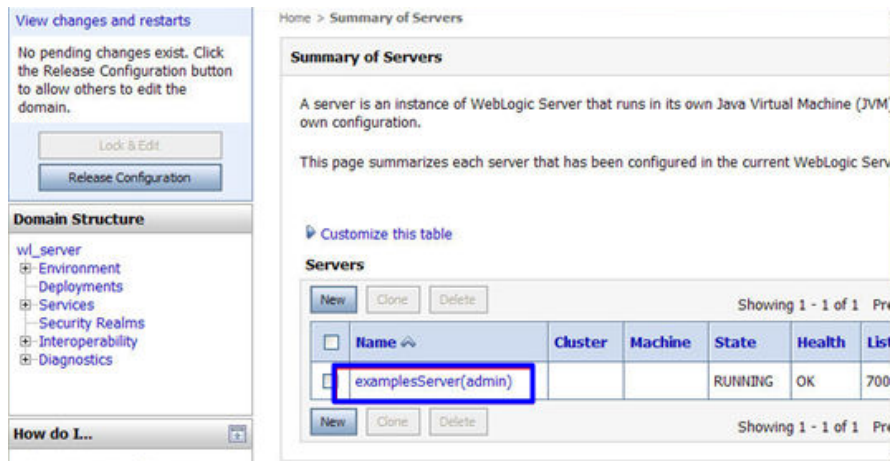 View changes and restarts
No pending changes exist. Click
the Release Configuration button
to allow others to edit the
domain.
Lock & Edit
Release Configuration
Domain Structure
wl_server
Environment
Deployments
Services
Security Realms
Interoperability
Diagnostics
How do I...
Home > Summary of Servers
Summary of Servers
A server is an instance of WebLogic Server that runs in its own Java Virtual Machine (JVM)
own configuration.
This page summarizes each server that has been configured in the current WebLogic Serv
Customize this table
Servers
New Clone Delete Showing 1 - 1 of 1 Pre
Name Cluster Machine State Health List
examplesServer(admin) RUNNING OK 700
New Clone Delete Showing 1 - 1 of 1 Pre